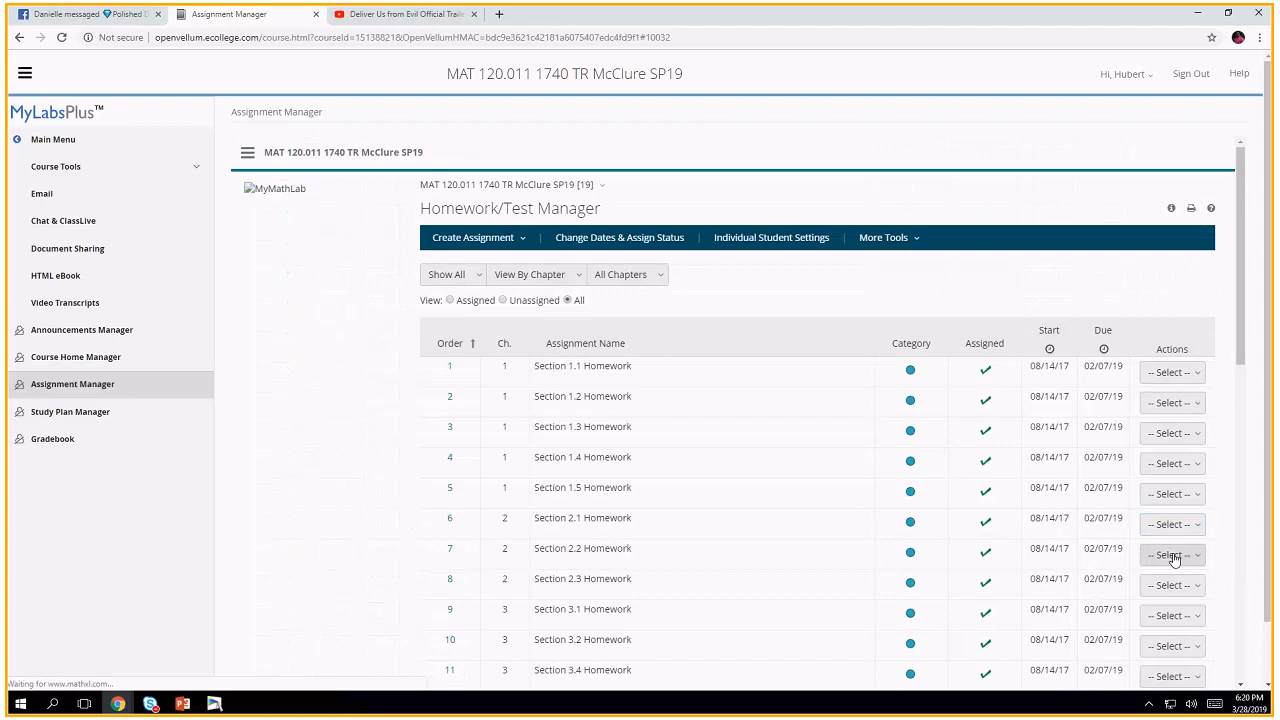 Danielle messaged 💎Polished D
Assignment Manager
Deliver Us from Evil Official Traile
Not secure
openvellum.ecollege.com/course.html?courseId=15138821&OpenVellumHMAC=bdc9e3621c42181a6075407edc4fd9f1#10032
MAT 120.011 1740 TR McClure SP19
Hi, Hubert
Sign Out
Help
MyLabsPlus™
Main Menu
Course Tools
Email
Chat & ClassLive
Document Sharing
HTML eBook
Video Transcripts
Announcements Manager
Course Home Manager
Assignment Manager
Study Plan Manager
Gradebook
Assignment Manager
MAT 120.011 1740 TR McClure SP19
MyMathLab
MAT 120.011 1740 TR McClure SP19 [19]
Homework/Test Manager
Create Assignment Change Dates & Assign Status Individual Student Settings More Tools
Show All View By Chapter All Chapters
View: Assigned Unassigned All
Order Ch. Assignment Name Category Assigned Start Due Actions
1 1 Section 1.1 Homework 08/14/17 02/07/19 -- Select --
2 1 Section 1.2 Homework 08/14/17 02/07/19 -- Select --
3 1 Section 1.3 Homework 08/14/17 02/07/19 -- Select --
4 1 Section 1.4 Homework 08/14/17 02/07/19 -- Select --
5 1 Section 1.5 Homework 08/14/17 02/07/19 -- Select --
6 2 Section 2.1 Homework 08/14/17 02/07/19 -- Select --
7 2 Section 2.2 Homework 08/14/17 02/07/19 -- Select --
8 2 Section 2.3 Homework 08/14/17 02/07/19 -- Select --
9 3 Section 3.1 Homework 08/14/17 02/07/19 -- Select --
10 3 Section 3.2 Homework 08/14/17 02/07/19 -- Select --
11 3 Section 3.4 Homework 08/14/17 02/07/19 -- Select --
Waiting for www.mathxl.com...
6:20 PM
3/28/2019